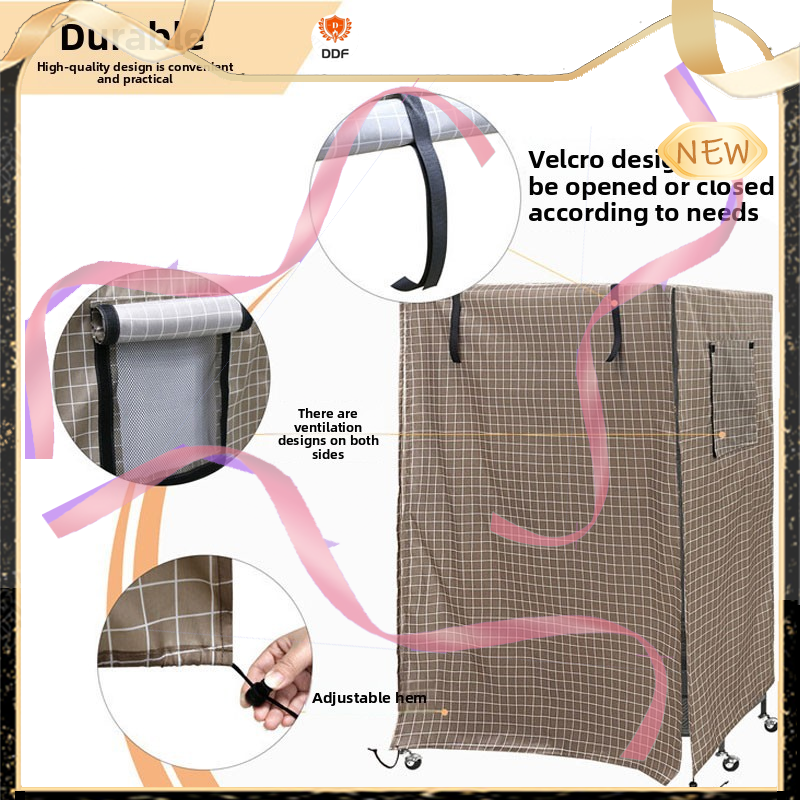 Durable
High-quality design is convenient
and practical
DDF
Velcro
NEW
be opened or closed
according to needs
There are
ventilation
designs on both
sides
Adjustable hem